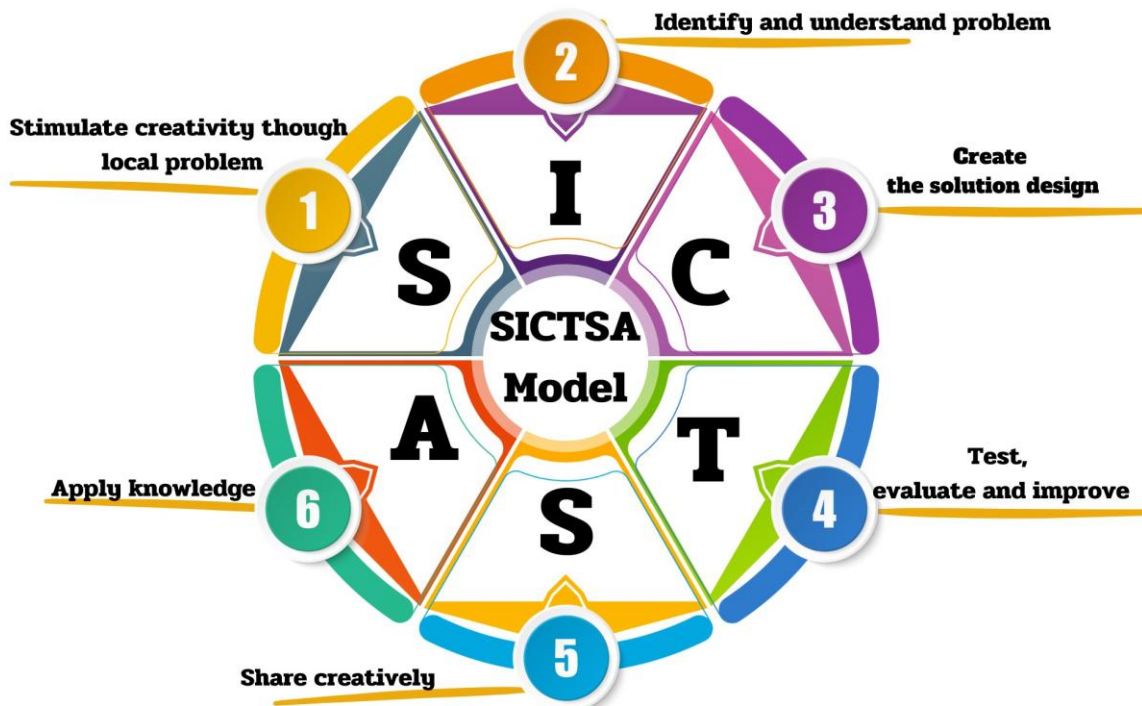 2
Identify and understand problem
Stimulate creativity though
local problem
1
I
3
Create
the solution design
S
C
SICTSA
Model
A
T
Apply knowledge
6
4
Test,
evaluate and improve
S
5
Share creatively